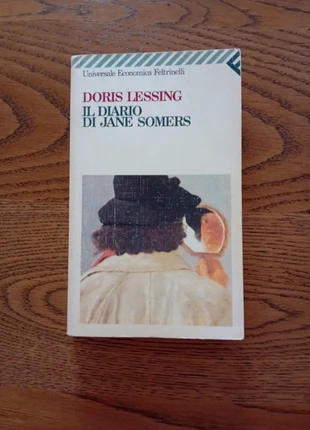 Universale Economica Feltrinelli
DORIS LESSING
IL DIARIO
DI JANE SOMERS